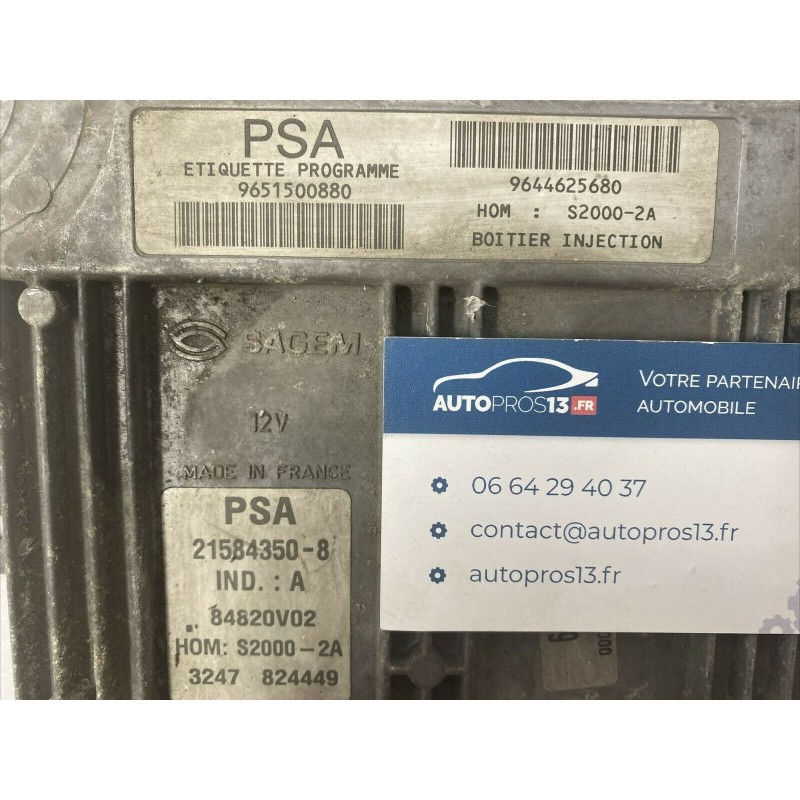 PSA
ETIQUETTE PROGRAMME
9651500880
9644625680
HOM : S2000-2A
BOITIER INJECTION
SAGEM
12V
MADE IN FRANCE
PSA
21584350-8
IND. : A
84820V02
HOM: S2000-2A
3247 824449
AUTOPROS13.FR
VOTRE PARTENAIR
AUTOMOBILE
06 64 29 40 37
contact@autopros13.fr
autopros13.fr